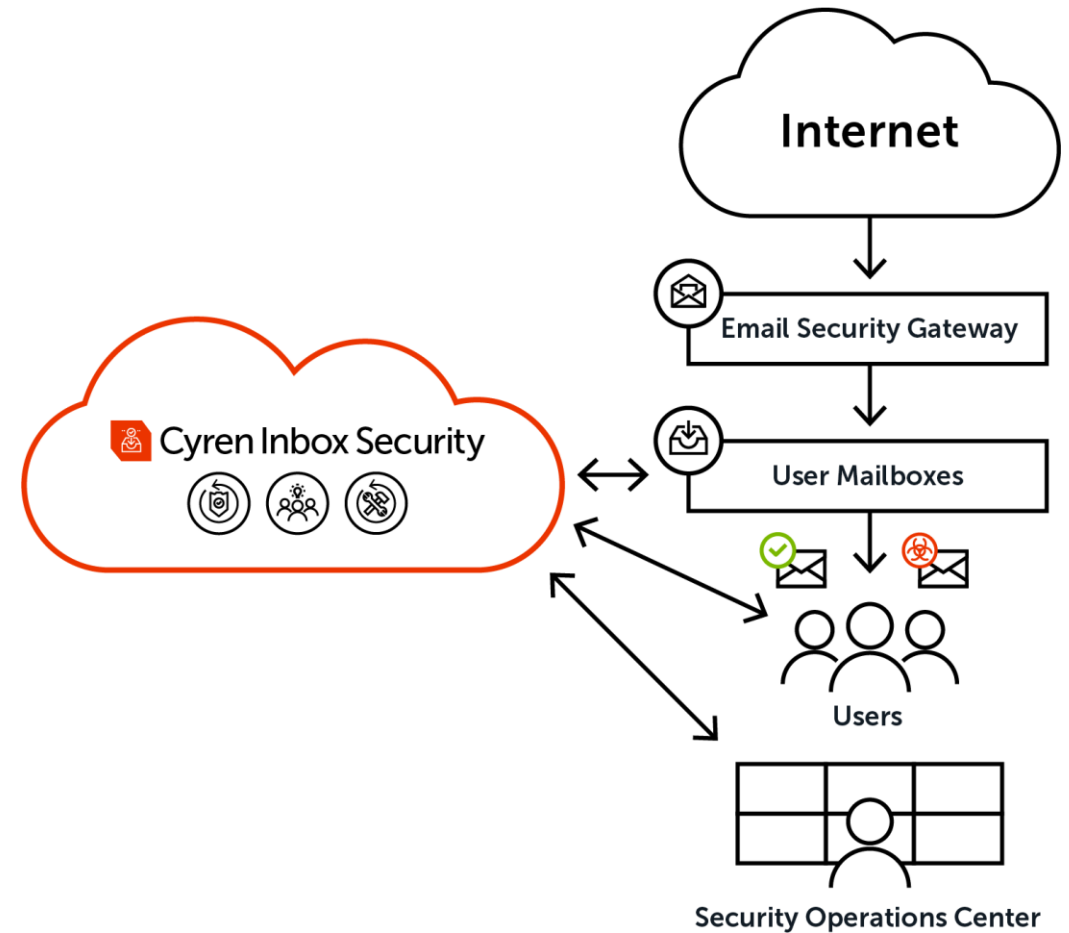 Internet
Email Security Gateway
Cyren Inbox Security
User Mailboxes
Users
Security Operations Center